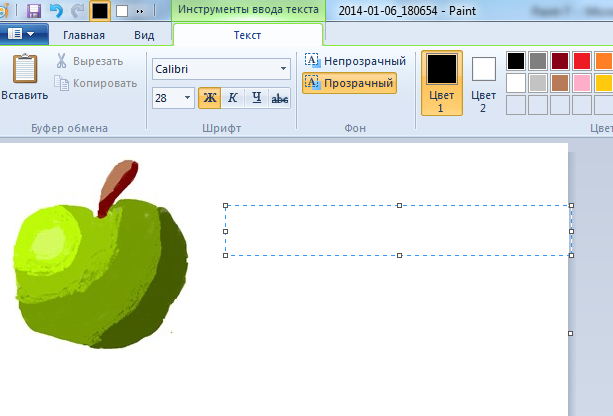 Инструменты ввода текста 2014-01-06_180654 - Paint
Главная Вид Текст
Вставить
Вырезать
Копировать
Буфер обмена
Calibri
28 Ж К Ч abc
Шрифт
Непрозрачный
Прозрачный
Фон
Цвет 1
Цвет 2